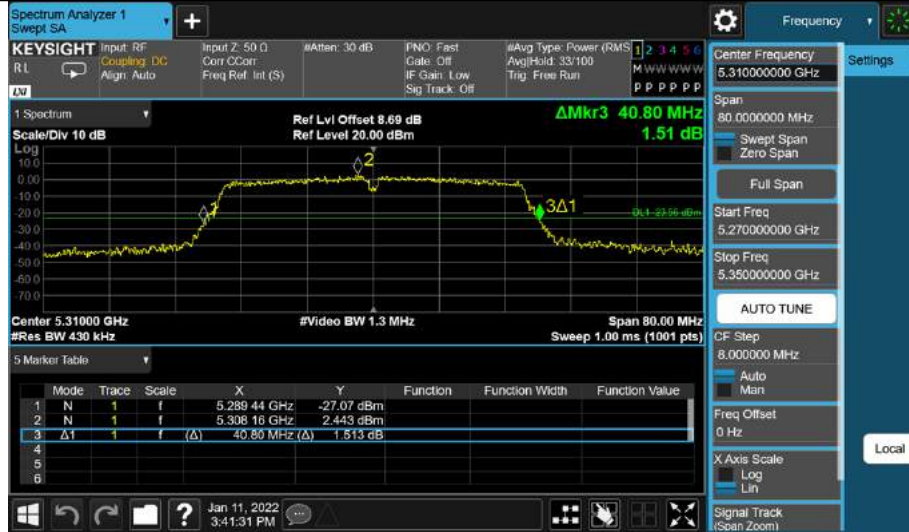 Spectrum Analyzer 1
Swept SA
+
Frequency
KEYSIGHT
RL
LXI
Input: RF
Coupling: DC
Align: Auto
Input Z: 50 Ω
Corr CCorr
Freq Ref: Int (S)
#Atten: 30 dB
PNO: Fast
Gate: Off
IF Gain: Low
Sig Track: Off
#Avg Type: Power (RMS
Avg|Hold: 33/100
Trig: Free Run
1 2 3 4 5 6
M W W W W W
P P P P P P
1 Spectrum
Scale/Div 10 dB
Ref Lvl Offset 8.69 dB
Ref Level 20.00 dBm
ΔMkr3 40.80 MHz
1.51 dB
Log
10.0
0.00
-10.0
-20.0
-30.0
-40.0
-50.0
-60.0
-70.0
1
2
3Δ1
DL1 -23.56 dBm
Center 5.31000 GHz
#Res BW 430 kHz
#Video BW 1.3 MHz
Span 80.00 MHz
Sweep 1.00 ms (1001 pts)
5 Marker Table
Mode Trace Scale X Y Function Function Width Function Value
1 N 1 f 5.289 44 GHz -27.07 dBm
2 N 1 f 5.308 16 GHz 2.443 dBm
3 Δ1 1 f (Δ) 40.80 MHz (Δ) 1.513 dB
4
5
6
?
Jan 11, 2022
3:41:31 PM
Center Frequency
5.310000000 GHz
Span
80.0000000 MHz
Swept Span
Zero Span
Full Span
Start Freq
5.270000000 GHz
Stop Freq
5.350000000 GHz
AUTO TUNE
CF Step
8.000000 MHz
Auto
Man
Freq Offset
0 Hz
X Axis Scale
Log
Lin
Signal Track
(Span Zoom)
Settings
Local